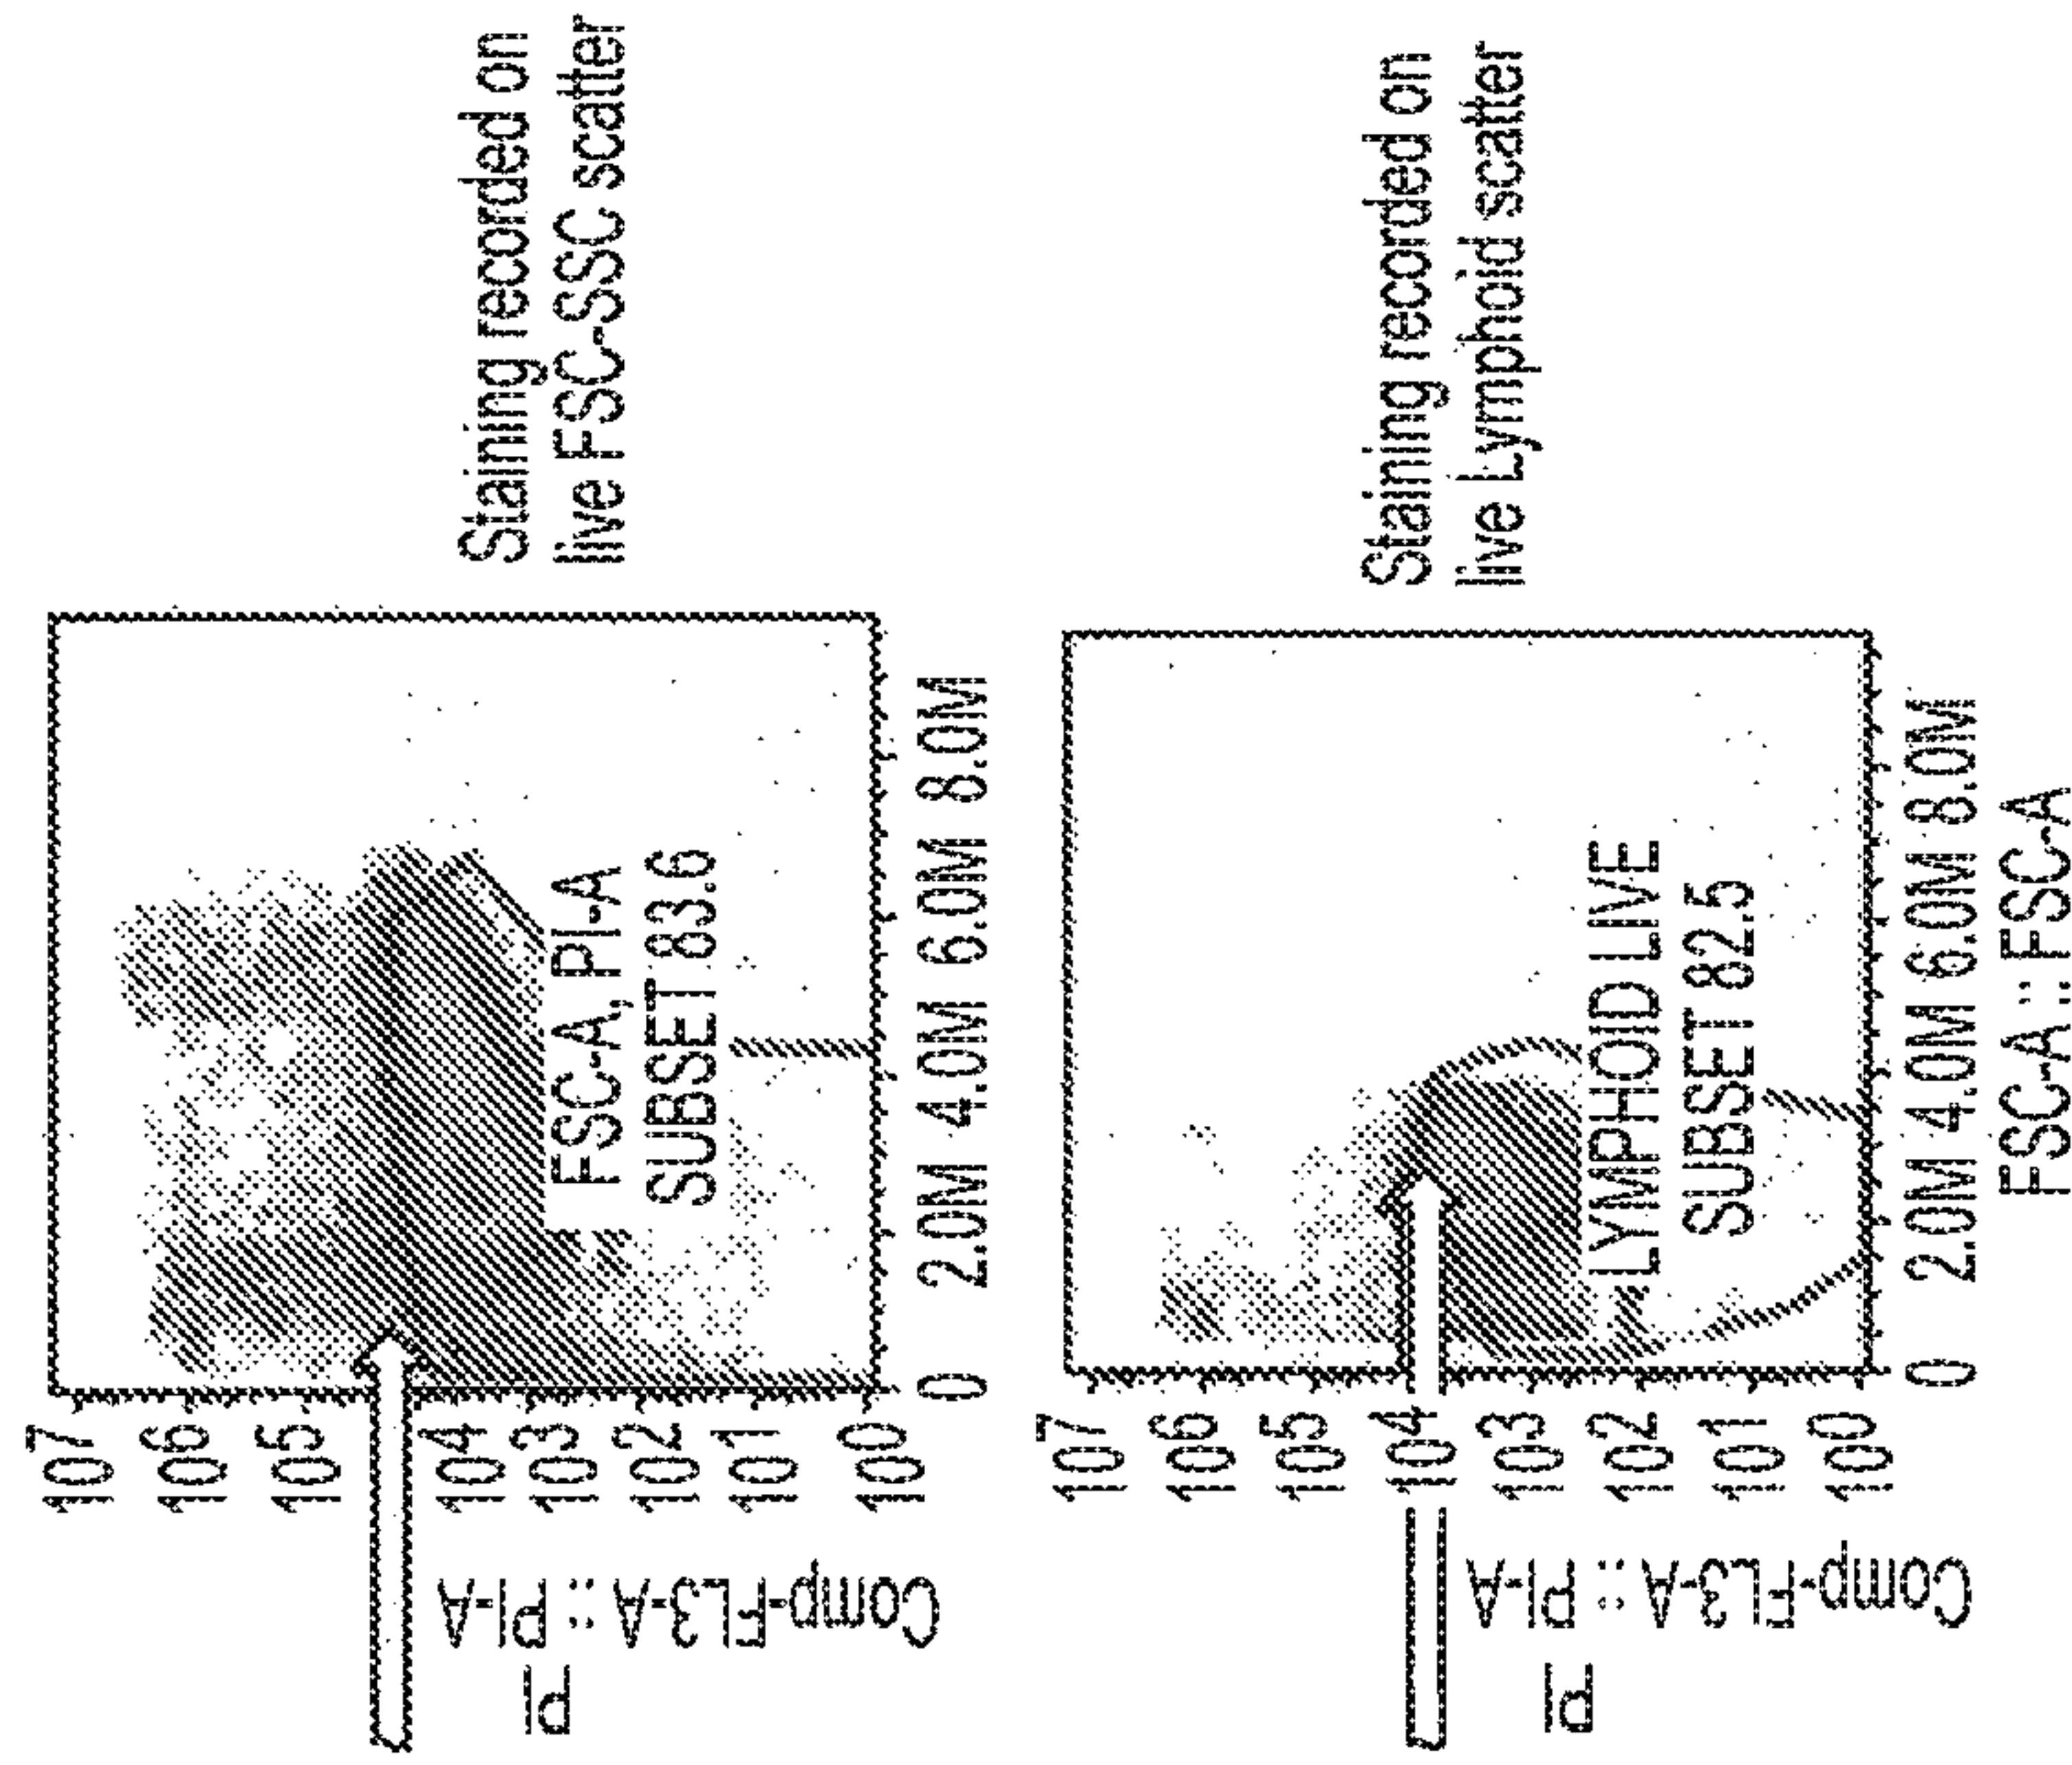 Staining recorded on
live FSC-SSC scatter
107
106
105
104
103
102
101
100
PI
Comp-FL3-A :: PI-A
FSC-A, PI-A
SUBSET 83.6
0 2.0M 4.0M 6.0M 8.0M
Staining recorded on
live Lymphoid scatter
107
106
105
104
103
102
101
100
PI
Comp-FL3-A :: PI-A
LYMPHOID LIVE
SUBSET 82.5
0 2.0M 4.0M 6.0M 8.0M
FSC-A :: FSC-A